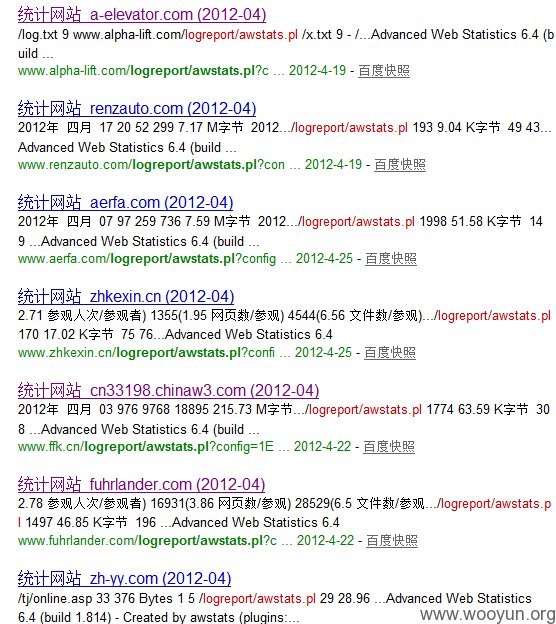 统计网站 a-elevator.com (2012-04)
/log.txt 9 www.alpha-lift.com/logreport/awstats.pl /x.txt 9 - /...Advanced Web Statistics 6.4 (b
uild ...
www.alpha-lift.com/logreport/awstats.pl?c ... 2012-4-19 - 百度快照
统计网站 renzauto.com (2012-04)
2012年 四月 17 20 52 299 7.17 M字节 2012.../logreport/awstats.pl 193 9.04 K字节 49 43...
Advanced Web Statistics 6.4 (build ...
www.renzauto.com/logreport/awstats.pl?con ... 2012-4-19 - 百度快照
统计网站 aerfa.com (2012-04)
2012年 四月 07 97 259 736 7.59 M字节 2012.../logreport/awstats.pl 1998 51.58 K字节 14
9 ...Advanced Web Statistics 6.4 (build ...
www.aerfa.com/logreport/awstats.pl?config ... 2012-4-25 - 百度快照
统计网站 zhkexin.cn (2012-04)
2.71 参观人次/参观者) 1355(1.95 网页数/参观) 4544(6.56 文件数/参观).../logreport/awstats.pl
170 17.02 K字节 75 76...Advanced Web Statistics 6.4
www.zhkexin.cn/logreport/awstats.pl?confi ... 2012-4-25 - 百度快照
统计网站 cn33198.chinaw3.com (2012-04)
2012年 四月 03 976 9768 18895 215.73 M字节.../logreport/awstats.pl 1774 63.59 K字节 30
8 ...Advanced Web Statistics 6.4 (build ...
www.ffk.cn/logreport/awstats.pl?config=1E ... 2012-4-22 - 百度快照
统计网站 fuhrlander.com (2012-04)
2.78 参观人次/参观者) 16931(3.86 网页数/参观) 28529(6.5 文件数/参观.../logreport/awstats.p
l 1497 46.85 K字节 196 ...Advanced Web Statistics 6.4
www.fuhrlander.com/logreport/awstats.pl?c ... 2012-4-22 - 百度快照
统计网站 zh-yy.com (2012-04)
/tj/online.asp 33 376 Bytes 1 5 /logreport/awstats.pl 29 28.96 ...Advanced Web Statistics
6.4 (build 1.814) - Created by awstats (plugins:...
www.wooyun.org